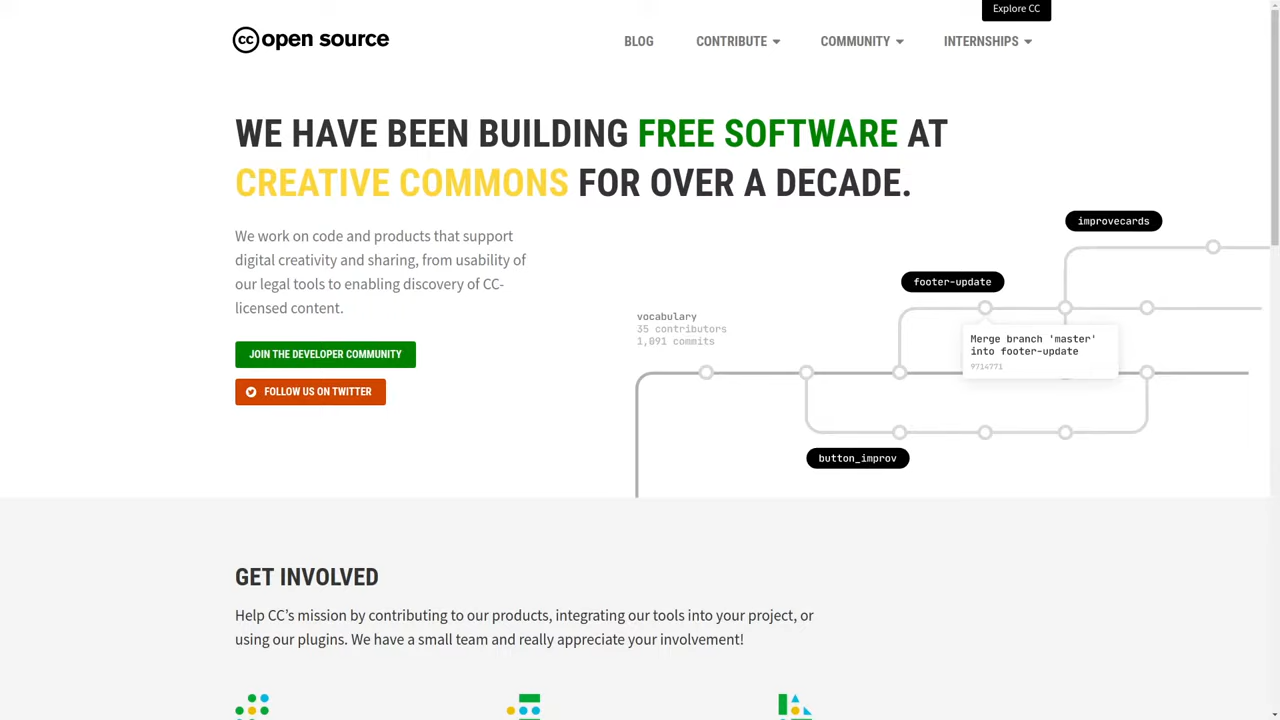 Explore CC
cc open source
BLOG
CONTRIBUTE
COMMUNITY
INTERNSHIPS
WE HAVE BEEN BUILDING FREE SOFTWARE AT
CREATIVE COMMONS FOR OVER A DECADE.
We work on code and products that support
digital creativity and sharing, from usability of
our legal tools to enabling discovery of CC-
licensed content.
JOIN THE DEVELOPER COMMUNITY
FOLLOW US ON TWITTER
improvecards
footer-update
vocabulary
35 contributors
1,091 commits
Merge branch 'master'
into footer-update
9714771
button_improv
GET INVOLVED
Help CC’s mission by contributing to our products, integrating our tools into your project, or
using our plugins. We have a small team and really appreciate your involvement!